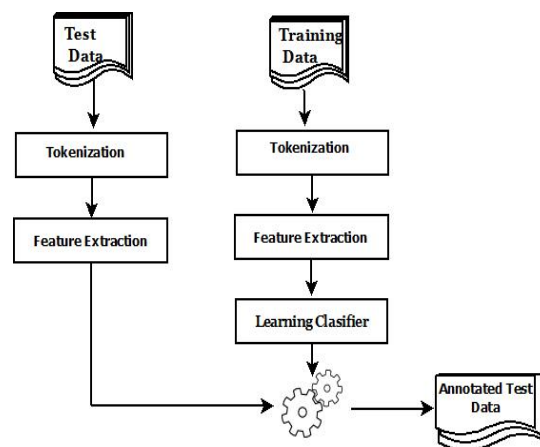 Test
Data
Training
Data
Tokenization
Tokenization
Feature Extraction
Feature Extraction
Learning Clasifier
Annotated Test
Data